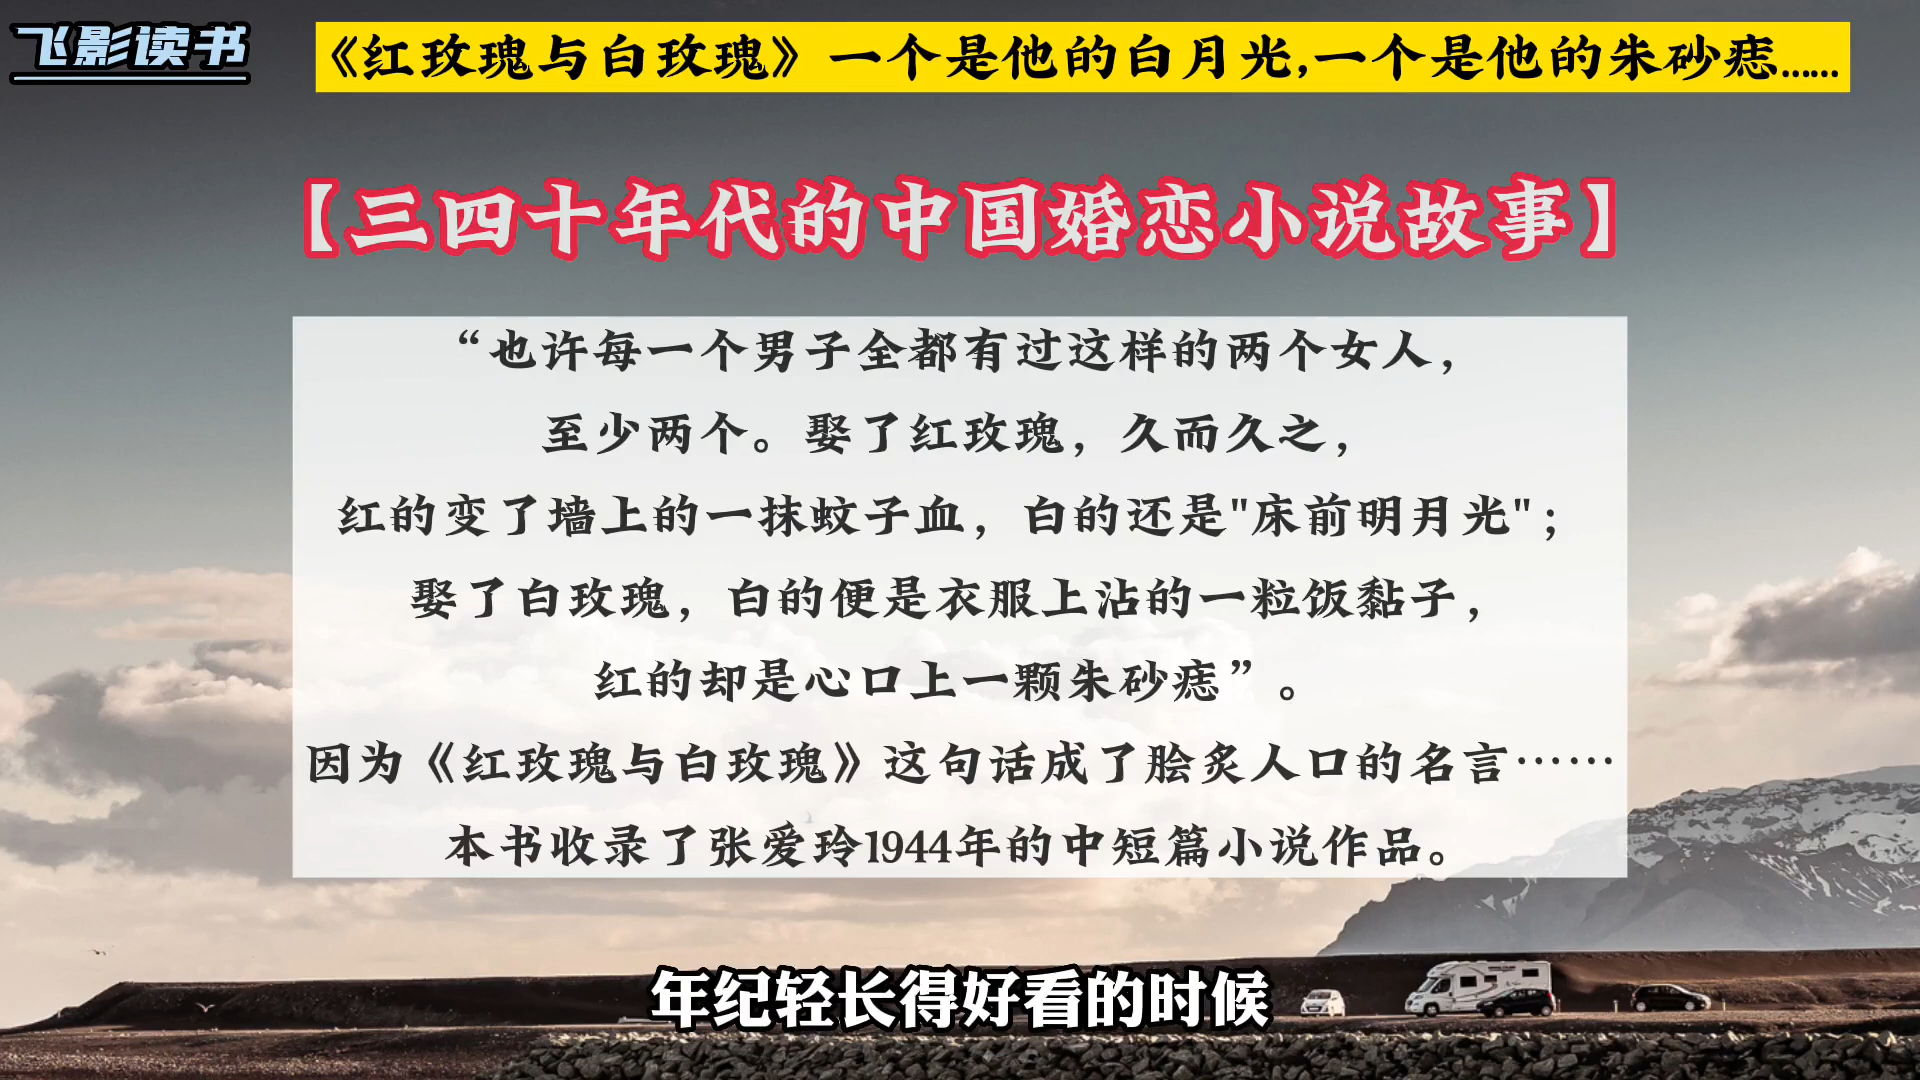 飞影读书
《红玫瑰与白玫瑰》一个是他的白月光,一个是他的朱砂痣......
【三四十年代的中国婚恋小说故事】
“也许每一个男子全都有过这样的两个女人，
至少两个。娶了红玫瑰，久而久之，
红的变了墙上的一抹蚊子血，白的还是"床前明月光"；
娶了白玫瑰，白的便是衣服上沾的一粒饭黏子，
红的却是心口上一颗朱砂痣”。
因为《红玫瑰与白玫瑰》这句话成了脍炙人口的名言……
本书收录了张爱玲1944年的中短篇小说作品。
年纪轻长得好看的时候